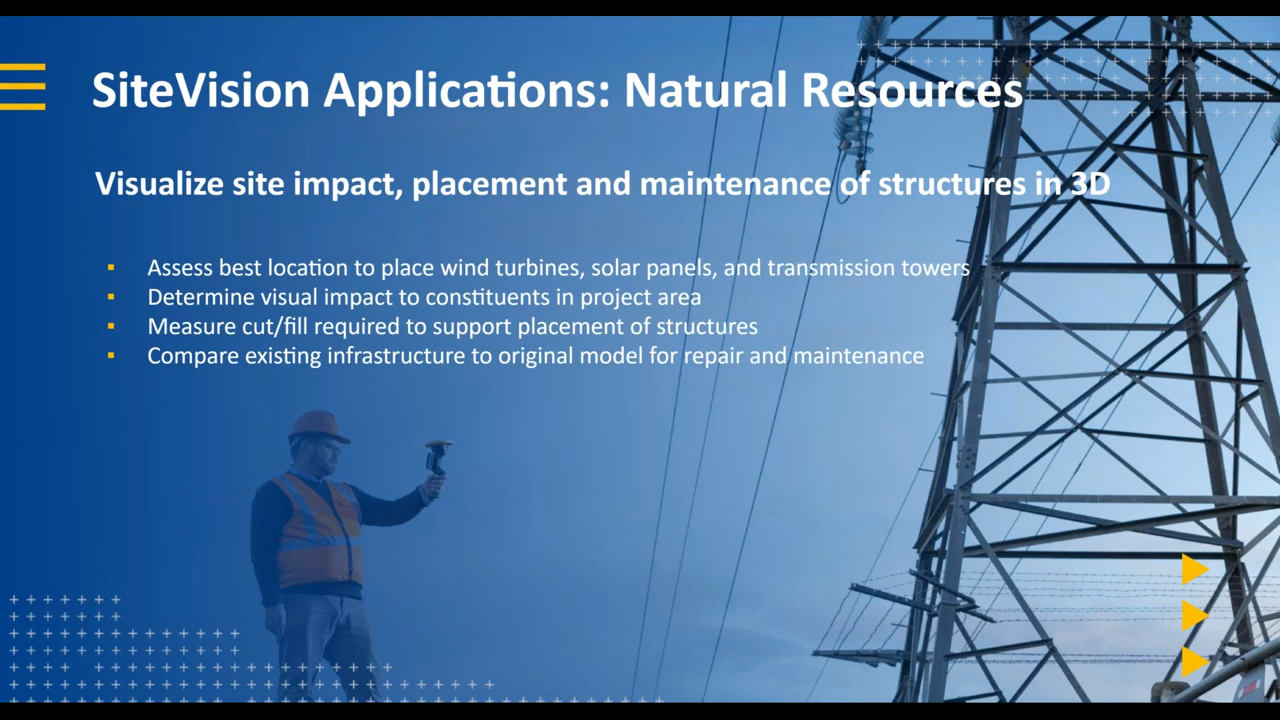 SiteVision Applications: Natural Resources
Visualize site impact, placement and maintenance of structures in 3D
▪ Assess best location to place wind turbines, solar panels, and transmission towers
▪ Determine visual impact to constituents in project area
▪ Measure cut/fill required to support placement of structures
▪ Compare existing infrastructure to original model for repair and maintenance